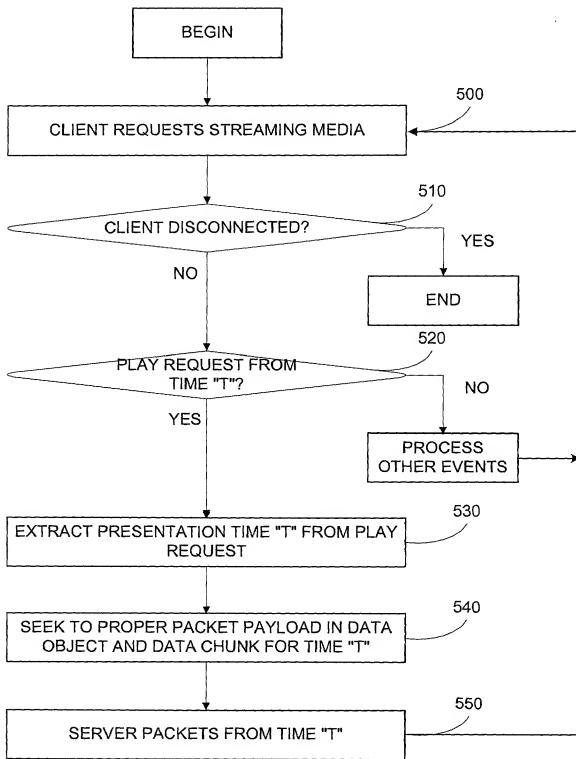 BEGIN
500
CLIENT REQUESTS STREAMING MEDIA
510
CLIENT DISCONNECTED?
YES
NO
END
520
PLAY REQUEST FROM
TIME "T"?
NO
YES
PROCESS
OTHER EVENTS
530
EXTRACT PRESENTATION TIME "T" FROM PLAY
REQUEST
540
SEEK TO PROPER PACKET PAYLOAD IN DATA
OBJECT AND DATA CHUNK FOR TIME "T"
550
SERVER PACKETS FROM TIME "T"